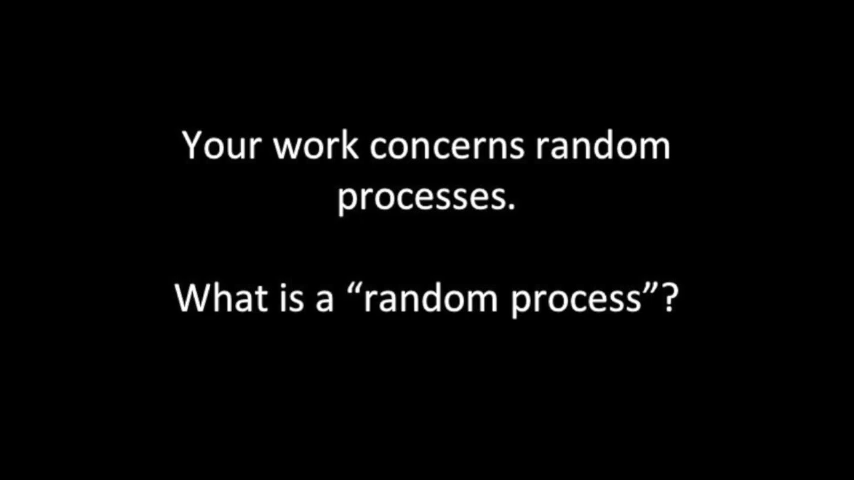 Your work concerns random
processes.
What is a “random process”?